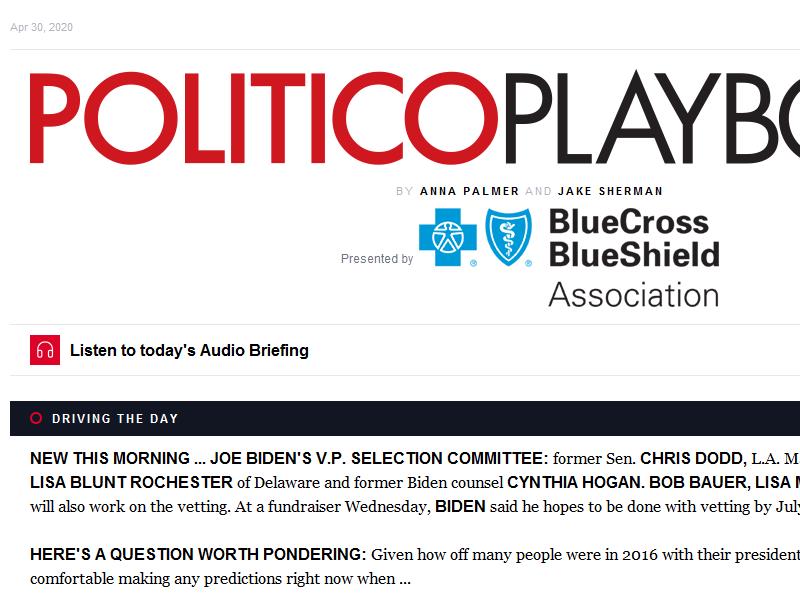 Apr 30, 2020
POLITICOPLAYBO
BY ANNA PALMER AND JAKE SHERMAN
Presented by
BlueCross
BlueShield
Association
Listen to today's Audio Briefing
DRIVING THE DAY
NEW THIS MORNING ... JOE BIDEN'S V.P. SELECTION COMMITTEE: former Sen. CHRIS DODD, L.A. M
LISA BLUNT ROCHESTER of Delaware and former Biden counsel CYNTHIA HOGAN. BOB BAUER, LISA M
will also work on the vetting. At a fundraiser Wednesday, BIDEN said he hopes to be done with vetting by July
HERE'S A QUESTION WORTH PONDERING: Given how off many people were in 2016 with their president
comfortable making any predictions right now when ...